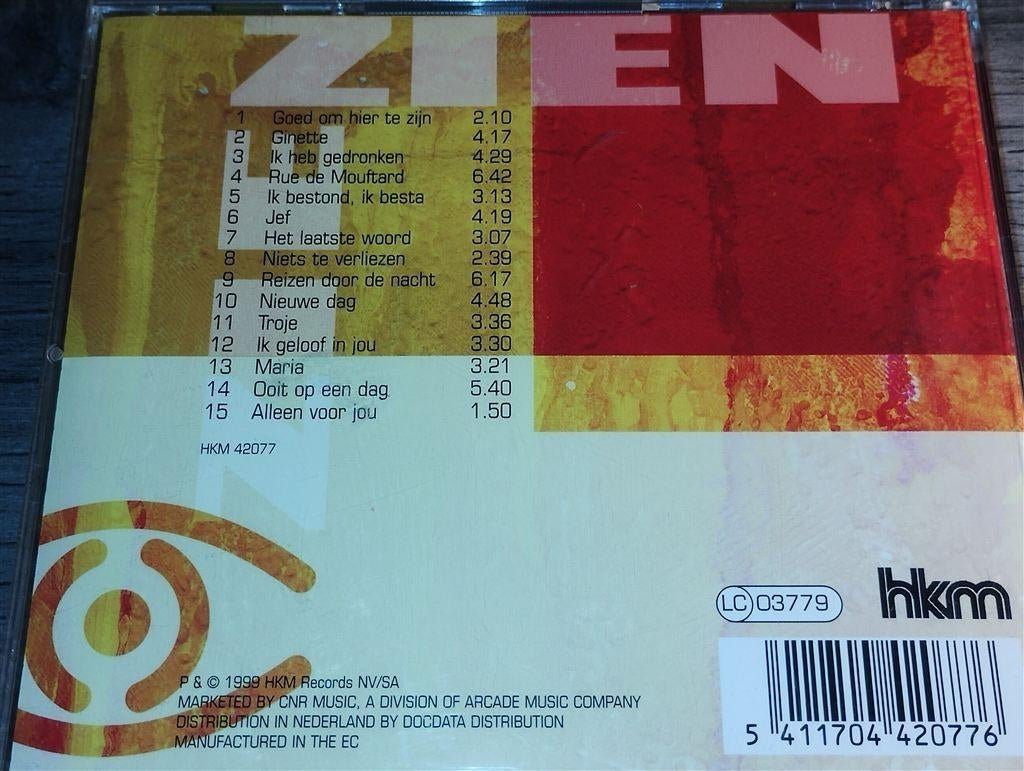 ZIEN
ZIEN
1 Goed om hier te zijn 2.10
2 Ginette 4.17
3 Ik heb gedronken 4.29
4 Rue de Mouftard 6.42
5 Ik bestond, ik besta 3.13
6 Jef 4.19
7 Het laatste woord 3.07
8 Niets te verliezen 2.39
9 Reizen door de nacht 6.17
10 Nieuwe dag 4.48
11 Troje 3.36
12 Ik geloof in jou 3.30
13 Maria 3.21
14 Ooit op een dag 5.40
15 Alleen voor jou 1.50
HKM 42077
LC 03779
hkm
P & © 1999 HKM Records NV/SA
MARKETED BY CNR MUSIC, A DIVISION OF ARCADE MUSIC COMPANY
DISTRIBUTION IN NEDERLAND BY DOCDATA DISTRIBUTION
MANUFACTURED IN THE EC
5 411704 420776